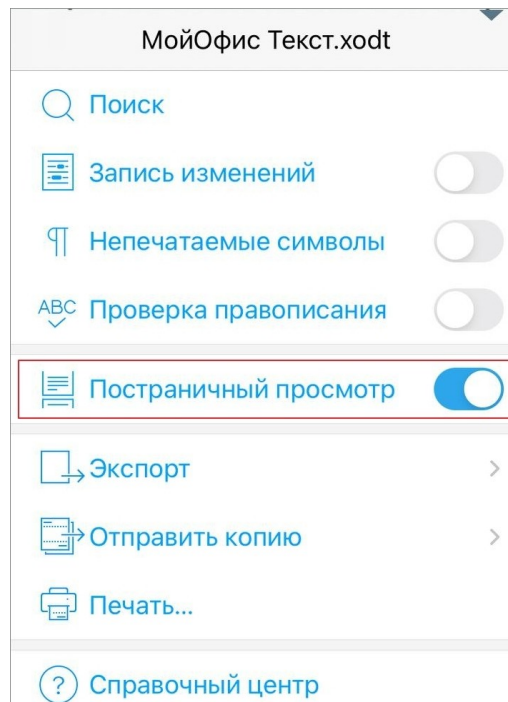 МойОфис Текст.xodt
Поиск
Запись изменений
Непечатаемые символы
ABC Проверка правописания
Постраничный просмотр
Экспорт
Отправить копию
Печать...
? Справочный центр